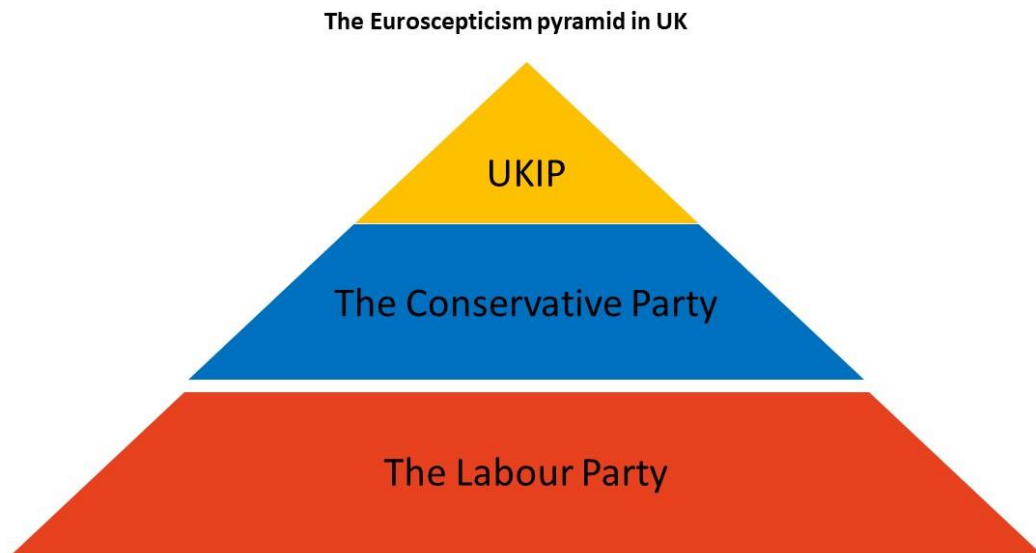 The Euroscepticism pyramid in UK
UKIP
The Conservative Party
The Labour Party